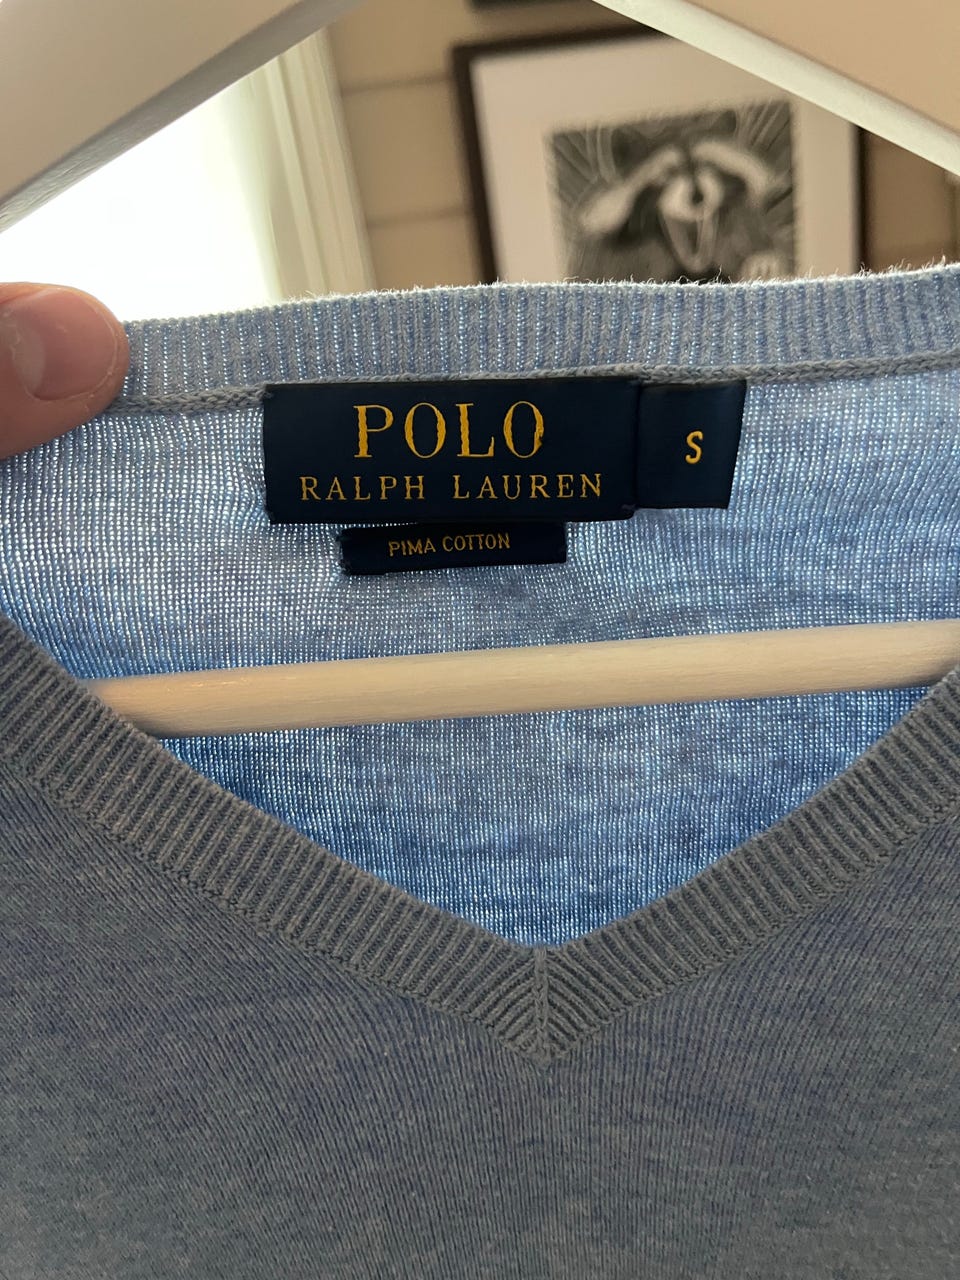 POLO
RALPH LAUREN
S
PIMA COTTON